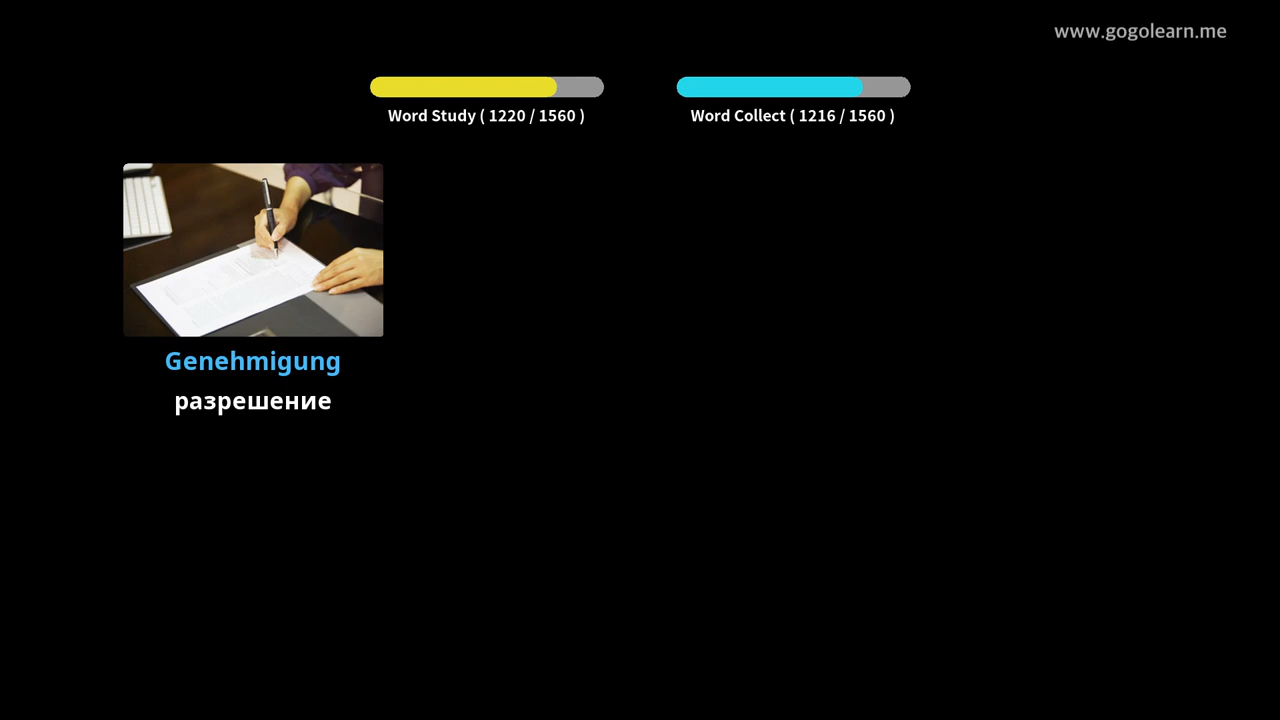 www.gogolearn.me
Word Study ( 1220 / 1560 )
Word Collect ( 1216 / 1560 )
Genehmigung
разрешение